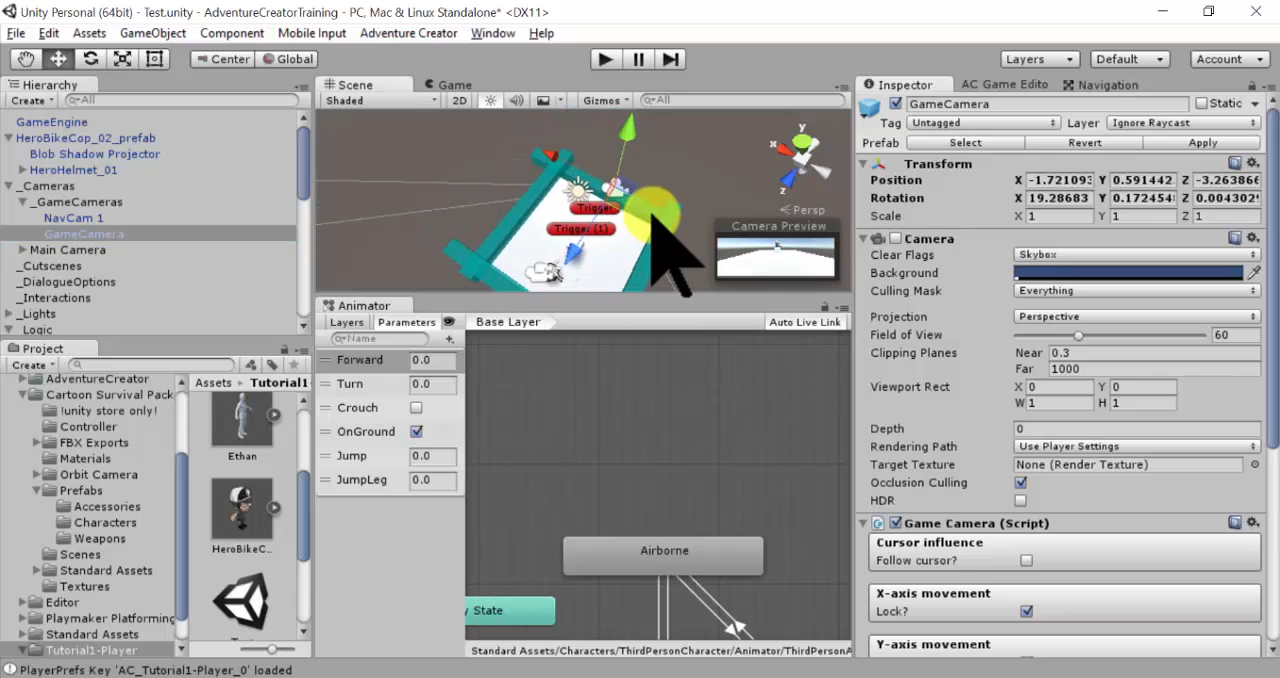 Unity Personal (64bit) - Test.unity - AdventureCreatorTraining - PC, Mac & Linux Standalone* <DX11>
File Edit Assets GameObject Component Mobile Input Adventure Creator Window Help
Center Global Layers Default Account
Hierarchy
Create All
GameEngine
HeroBikeCop_02_prefab
Blob Shadow Projector
HeroHelmet_01
_Cameras
_GameCameras
NavCam 1
GameCamera
Main Camera
_Cutscenes
_DialogueOptions
_Interactions
_Lights
Logic
Scene Game
Shaded 2D Gizmos All
y
x
z
Persp
Trigger
Trigger (1)
Camera Preview
Animator
Layers Parameters Base Layer Auto Live Link
Name
Forward 0.0
Turn 0.0
Crouch
OnGround
Jump 0.0
JumpLeg 0.0
Airborne
y State
Standard Assets/Characters/ThirdPersonCharacter/Animator/ThirdPersonA
Project
Create
AdventureCreator
Cartoon Survival Pack
!unity store only!
Controller
FBX Exports
Materials
Orbit Camera
Prefabs
Accessories
Characters
Weapons
Scenes
Standard Assets
Textures
Editor
Playmaker Platforming
Standard Assets
Tutorial1-Player
Assets Tutorial1
Ethan
HeroBikeC...
Inspector AC Game Edito Navigation
GameCamera Static
Tag Untagged Layer Ignore Raycast
Prefab Select Revert Apply
Transform
Position X -1.721093 Y 0.591442 Z -3.263866
Rotation X 19.28683 Y 0.172454 Z 0.004302
Scale X 1 Y 1 Z 1
Camera
Clear Flags Skybox
Background
Culling Mask Everything
Projection Perspective
Field of View 60
Clipping Planes Near 0.3
Far 1000
Viewport Rect X 0 Y 0
W 1 H 1
Depth 0
Rendering Path Use Player Settings
Target Texture None (Render Texture)
Occlusion Culling
HDR
Game Camera (Script)
Cursor influence
Follow cursor?
X-axis movement
Lock?
Y-axis movement
PlayerPrefs Key 'AC_Tutorial1-Player_0' loaded